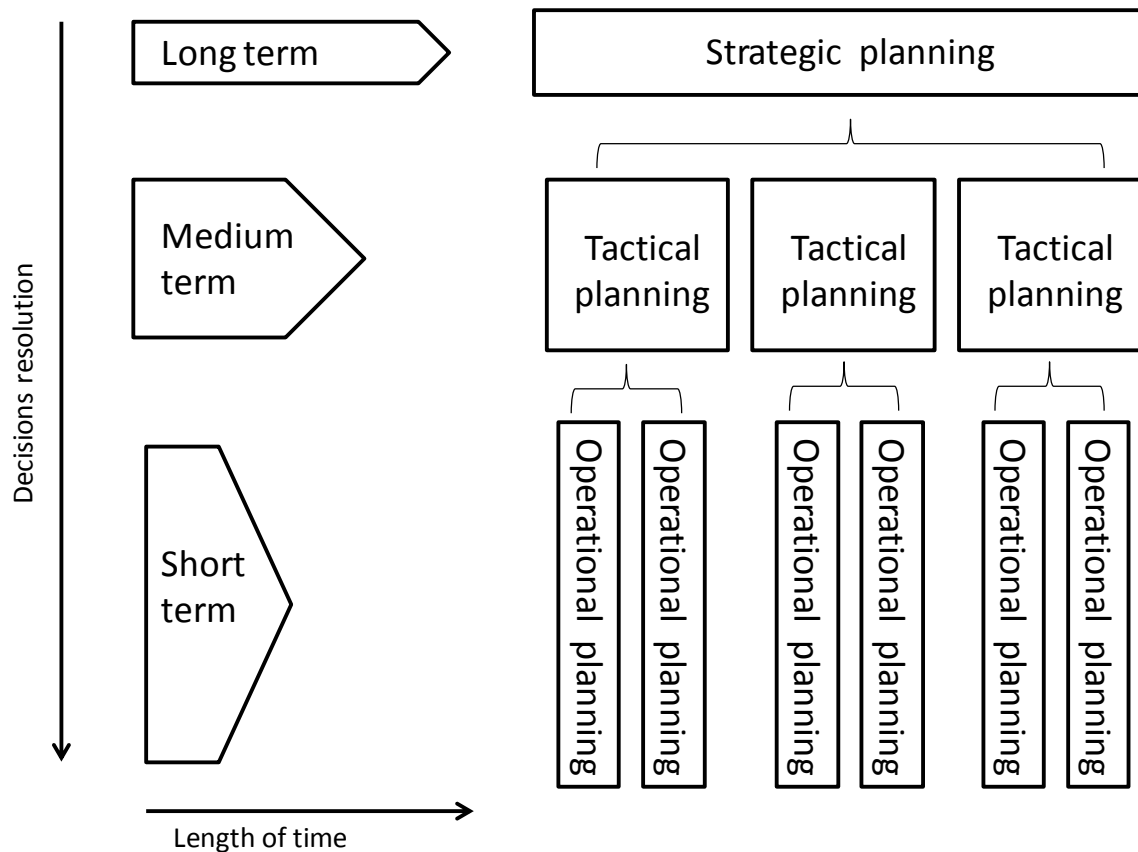 Long term
Strategic planning
Medium
term
Tactical
planning
Tactical
planning
Tactical
planning
Decisions resolution
Short
term
Operational planning
Operational planning
Operational planning
Operational planning
Operational planning
Operational planning
Length of time